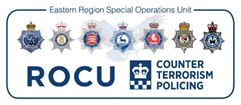 Eastern Region Special Operations Unit
ROCU
COUNTER
TERRORISM
POLICING